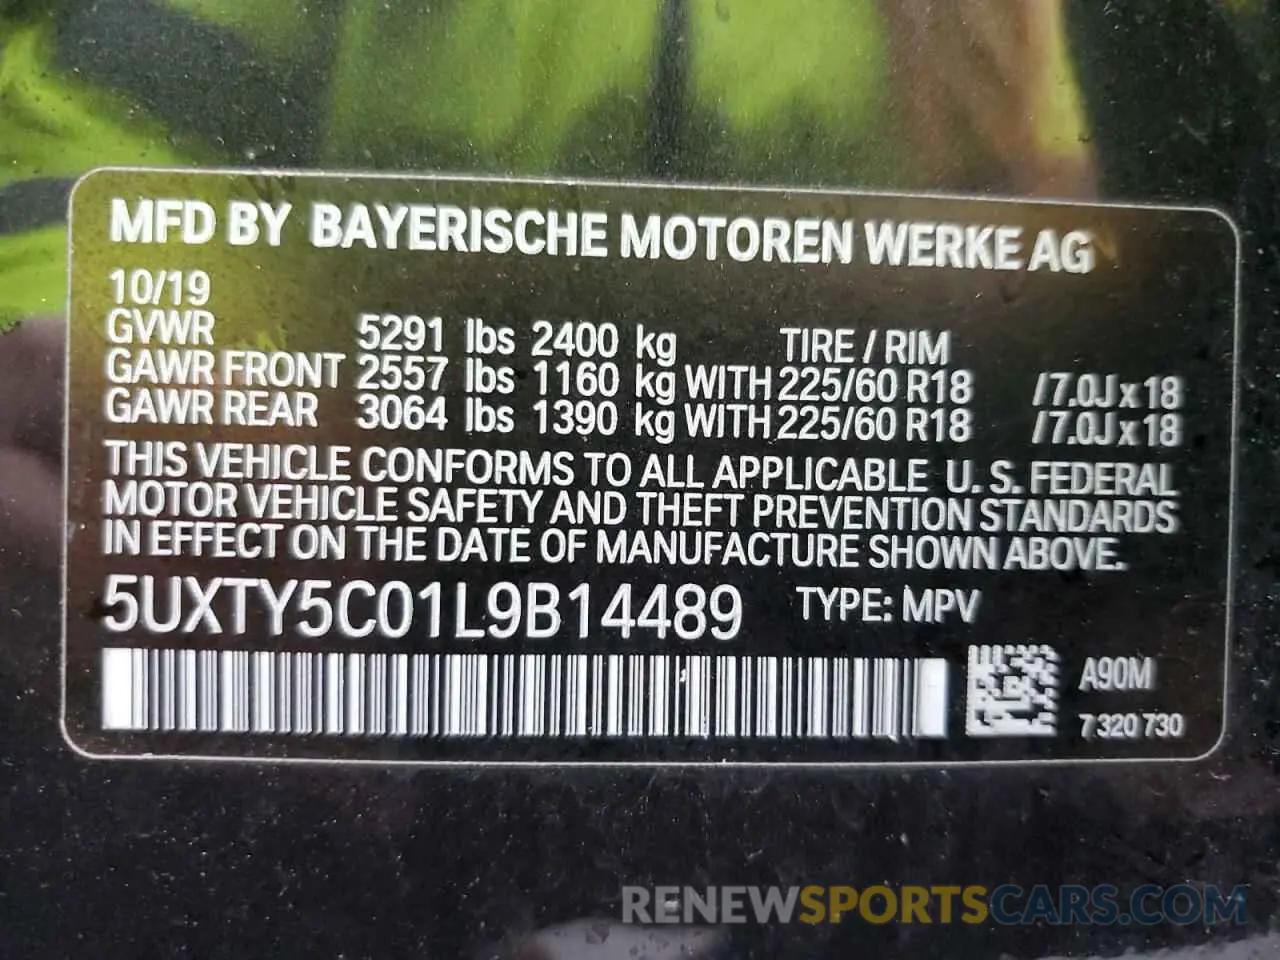 MFD BY BAYERISCHE MOTOREN WERKE AG
10/19
GVWR 5291 lbs 2400 kg TIRE / RIM
GAWR FRONT 2557 lbs 1160 kg WITH 225/60 R18 /7.0J x 18
GAWR REAR 3064 lbs 1390 kg WITH 225/60 R18 /7.0J x 18
THIS VEHICLE CONFORMS TO ALL APPLICABLE U. S. FEDERAL
MOTOR VEHICLE SAFETY AND THEFT PREVENTION STANDARDS
IN EFFECT ON THE DATE OF MANUFACTURE SHOWN ABOVE.
5UXTY5C01L9B14489 TYPE: MPV
A90M
7 320 730
RENEWSPORTSCARS.COM